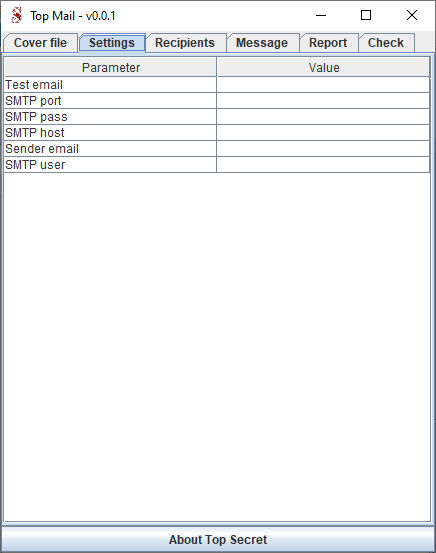 Top Mail - v0.0.1
Cover file Settings Recipients Message Report Check
Parameter Value
Test email
SMTP port
SMTP pass
SMTP host
Sender email
SMTP user
About Top Secret